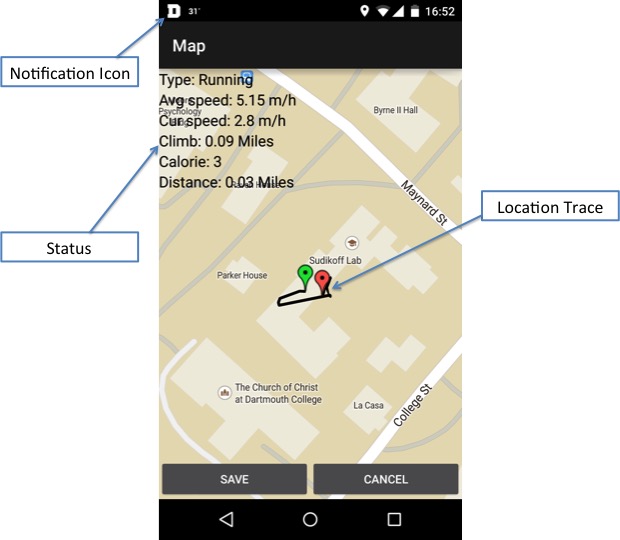 D 31° 16:52
Notification Icon
Map
Type: Running
Avg speed: 5.15 m/h
Psychology
Byrne II Hall
Cur speed: 2.8 m/h
Climb: 0.09 Miles
Calorie: 3
Distance: 0.03 Miles
Maynard St
Location Trace
Status
Sudikoff Lab
Parker House
The Church of Christ
at Dartmouth College
La Casa
College St
SAVE CANCEL